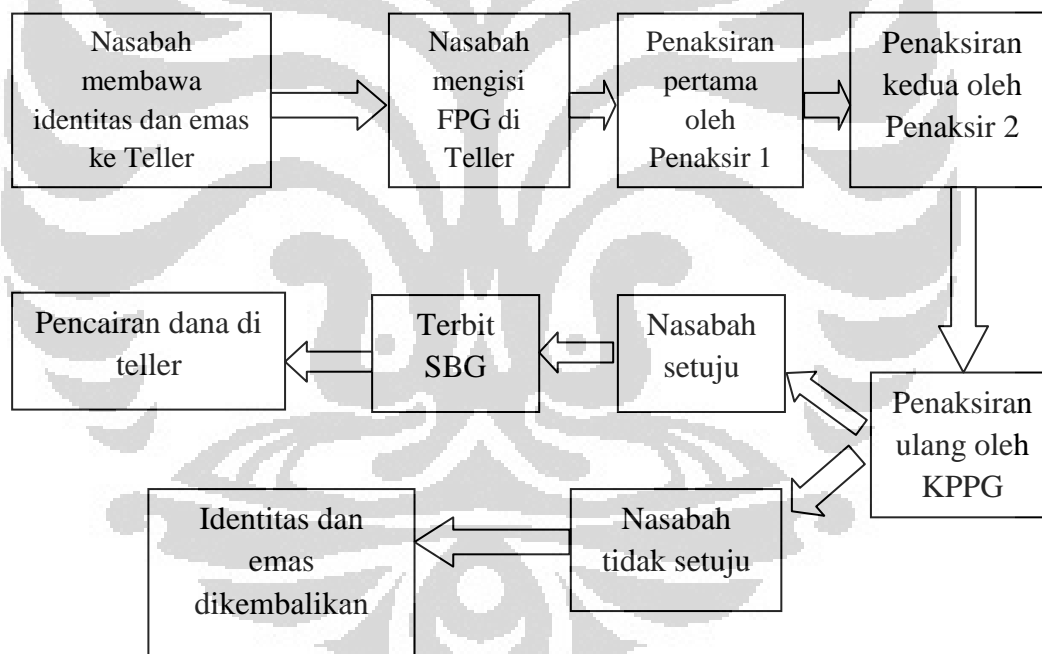 Nasabah
membawa
identitas dan emas
ke Teller
Nasabah
mengisi
FPG di
Teller
Penaksiran
pertama
oleh
Penaksir 1
Penaksiran
kedua oleh
Penaksir 2
Pencairan dana di
teller
Terbit
SBG
Nasabah
setuju
Penaksiran
ulang oleh
KPPG
Identitas dan
emas
dikembalikan
Nasabah
tidak setuju